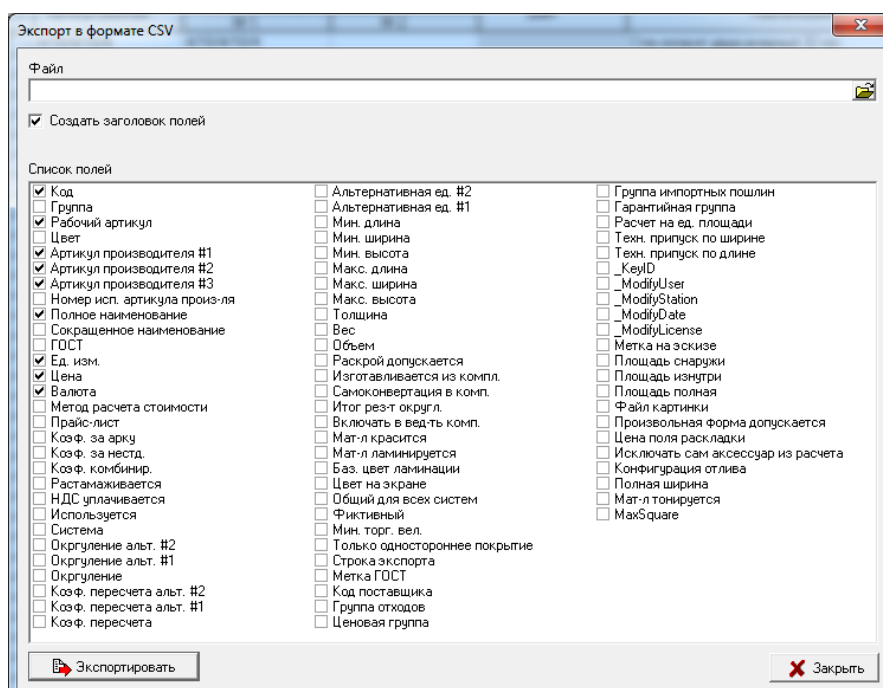 Экспорт в формате CSV
Файл
Создать заголовок полей
Список полей
Код
Группа
Рабочий артикул
Цвет
Артикул производителя #1
Артикул производителя #2
Артикул производителя #3
Номер исп. артикула произ-ля
Полное наименование
Сокращенное наименование
ГОСТ
Ед. изм.
Цена
Валюта
Метод расчета стоимости
Прайс-лист
Коэф. за арку
Коэф. за нестд.
Коэф. комбинир.
Растамаживается
НДС уплачивается
Используется
Система
Окргуление альт. #2
Окргуление альт. #1
Окргуление
Коэф. пересчета альт. #2
Коэф. пересчета альт. #1
Коэф. пересчета
Альтернативная ед. #2
Альтернативная ед. #1
Мин. длина
Мин. ширина
Мин. высота
Макс. длина
Макс. ширина
Макс. высота
Толщина
Вес
Объем
Раскрой допускается
Изготавливается из компл.
Самоконвертация в комп.
Итог рез-т округл.
Включать в вед-ть комп.
Мат-л красится
Мат-л ламинируется
Баз. цвет ламинации
Цвет на экране
Общий для всех систем
Фиктивный
Мин. торг. вел.
Только одностороннее покрытие
Строка экспорта
Метка ГОСТ
Код поставщика
Группа отходов
Ценовая группа
Группа импортных пошлин
Гарантийная группа
Расчет на ед. площади
Техн. припуск по ширине
Техн. припуск по длине
_KeyID
_ModifyUser
_ModifyStation
_ModifyDate
_ModifyLicense
Метка на эскизе
Площадь снаружи
Площадь изнутри
Площадь полная
Файл картинки
Произвольная форма допускается
Цена поля раскладки
Исключать сам аксессуар из расчета
Конфигурация отлива
Полная ширина
Мат-л тонируется
MaxSquare
Экспортировать
Закрыть